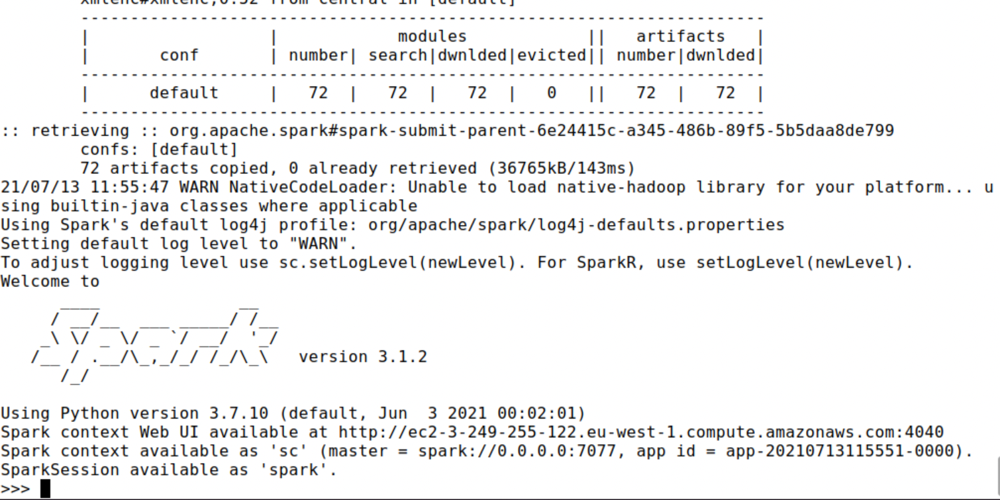 xmlenc#xmlenc;0.52 from central in [default]
---------------------------------------------------------------------
|                  |            modules            ||   artifacts   |
|       conf       | number| search|dwnlded|evicted|| number|dwnlded|
---------------------------------------------------------------------
|      default     |   72  |   72  |   72  |   0   ||   72  |   72  |
---------------------------------------------------------------------
:: retrieving :: org.apache.spark#spark-submit-parent-6e24415c-a345-486b-89f5-5b5daa8de799
confs: [default]
72 artifacts copied, 0 already retrieved (36765kB/143ms)
21/07/13 11:55:47 WARN NativeCodeLoader: Unable to load native-hadoop library for your platform... u
sing builtin-java classes where applicable
Using Spark's default log4j profile: org/apache/spark/log4j-defaults.properties
Setting default log level to "WARN".
To adjust logging level use sc.setLogLevel(newLevel). For SparkR, use setLogLevel(newLevel).
Welcome to
      ____              __
     / __/__  ___ _____/ /__
    _\ \/ _ \/ _ `/ __/  '_/
   /__ / .__/\_,_/_/ /_/\_\   version 3.1.2
      /_/
Using Python version 3.7.10 (default, Jun  3 2021 00:02:01)
Spark context Web UI available at http://ec2-3-249-255-122.eu-west-1.compute.amazonaws.com:4040
Spark context available as 'sc' (master = spark://0.0.0.0:7077, app id = app-20210713115551-0000).
SparkSession available as 'spark'.
>>>